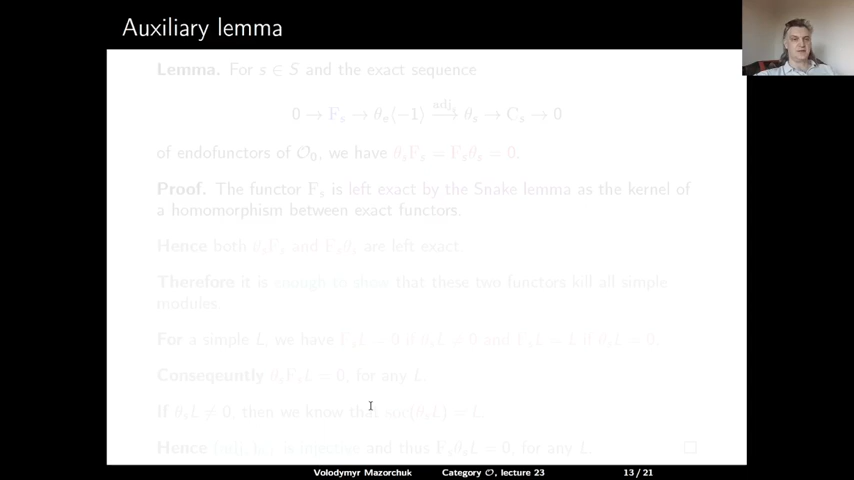 Auxiliary lemma
Lemma. For s ∈ S and the exact sequence
0 → F_s → θ_s⟨−1⟩ —adj_s→ θ_s → C_s → 0
of endofunctors of 𝒪_0, we have θ_sF_s = F_sθ_s = 0.
Proof. The functor F_s is left exact by the Snake lemma as the kernel of
a homomorphism between exact functors.
Hence both θ_sF_s and F_sθ_s are left exact.
Therefore it is enough to show that these two functors kill all simple
modules.
For a simple L, we have F_sL = 0 if θ_sL ≠ 0 and F_sL = L if θ_sL = 0.
Conseqeuntly θ_sF_sL = 0, for any L.
If θ_sL ≠ 0, then we know that soc(θ_sL) = L.
Hence is injective and thus F_sθ_sL = 0, for any L. □
Volodymyr Mazorchuk Category 𝒪, lecture 23 13/21